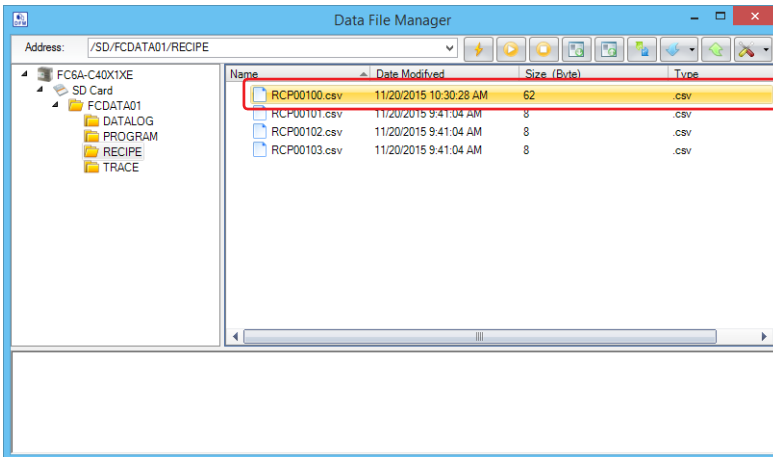 DFM
Data File Manager
Address: /SD/FCDATA01/RECIPE
FC6A-C40X1XE
SD Card
FCDATA01
DATALOG
PROGRAM
RECIPE
TRACE
Name Date Modifyed Size (Byte) Type
RCP00100.csv 11/20/2015 10:30:28 AM 62 .csv
RCP00101.csv 11/20/2015 9:41:04 AM 8 .csv
RCP00102.csv 11/20/2015 9:41:04 AM 8 .csv
RCP00103.csv 11/20/2015 9:41:04 AM 8 .csv